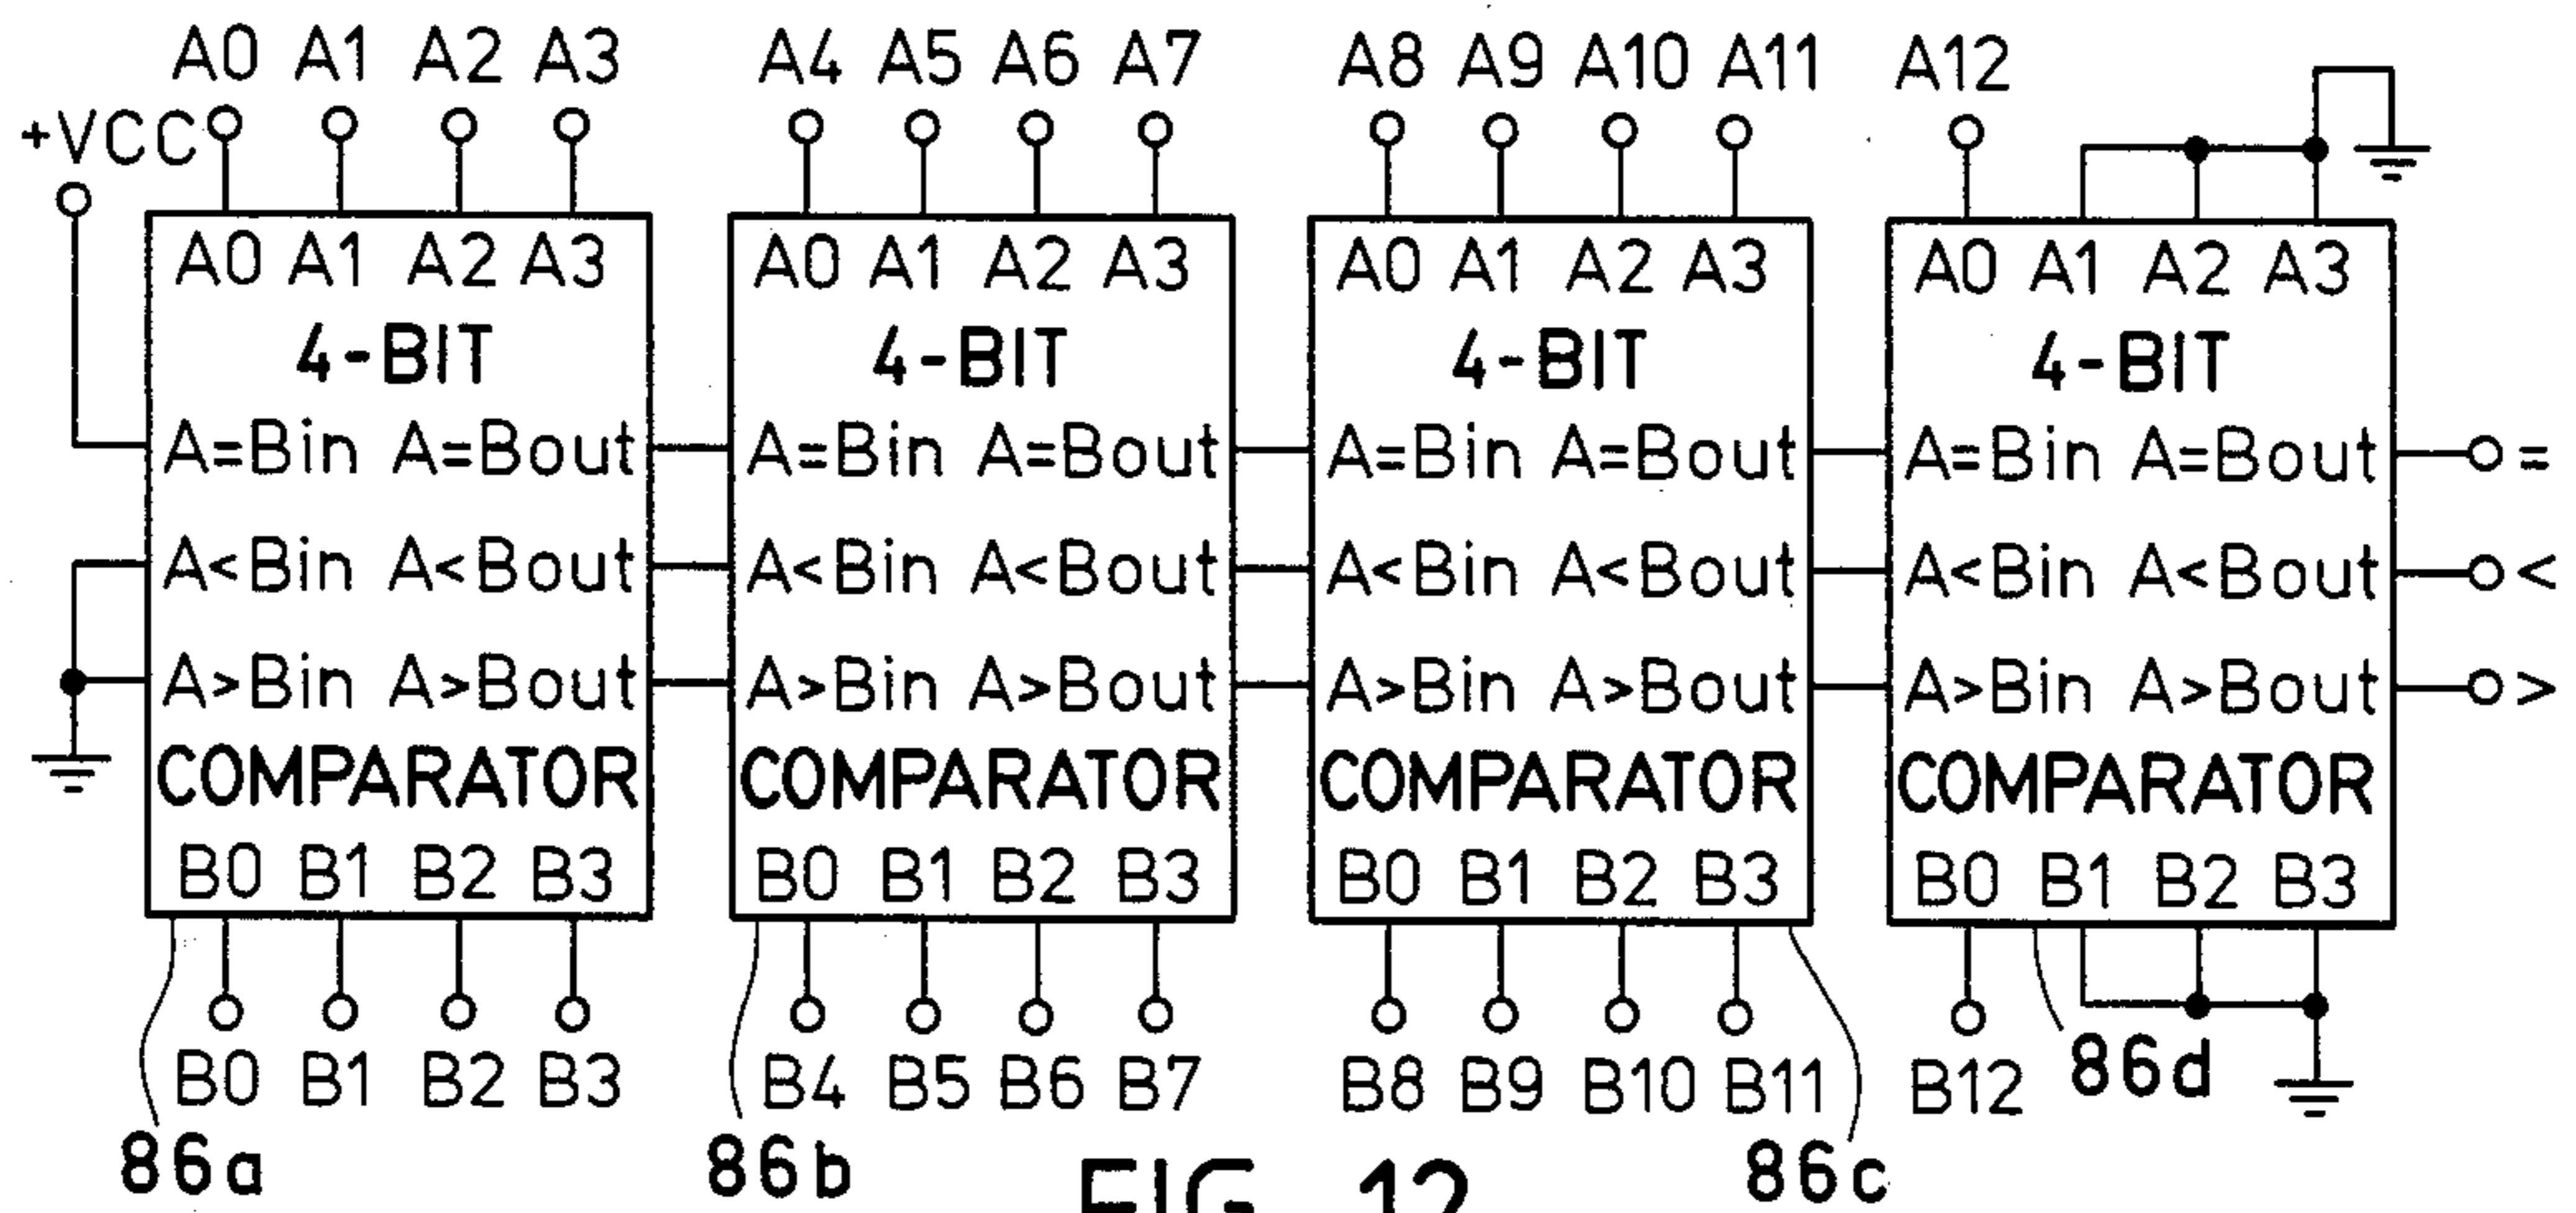 A0 A1 A2 A3 A4 A5 A6 A7 A8 A9 A10 A11 A12
+VCC
A0 A1 A2 A3 A0 A1 A2 A3 A0 A1 A2 A3 A0 A1 A2 A3
4-BIT 4-BIT 4-BIT 4-BIT
A=Bin A=Bout A=Bin A=Bout A=Bin A=Bout A=Bin A=Bout =
A<Bin A<Bout A<Bin A<Bout A<Bin A<Bout A<Bin A<Bout <
A>Bin A>Bout A>Bin A>Bout A>Bin A>Bout A>Bin A>Bout >
COMPARATOR COMPARATOR COMPARATOR COMPARATOR
B0 B1 B2 B3 B0 B1 B2 B3 B0 B1 B2 B3 B0 B1 B2 B3
B0 B1 B2 B3 B4 B5 B6 B7 B8 B9 B10 B11 B12 86d
86a 86b 86c
FIG. 12